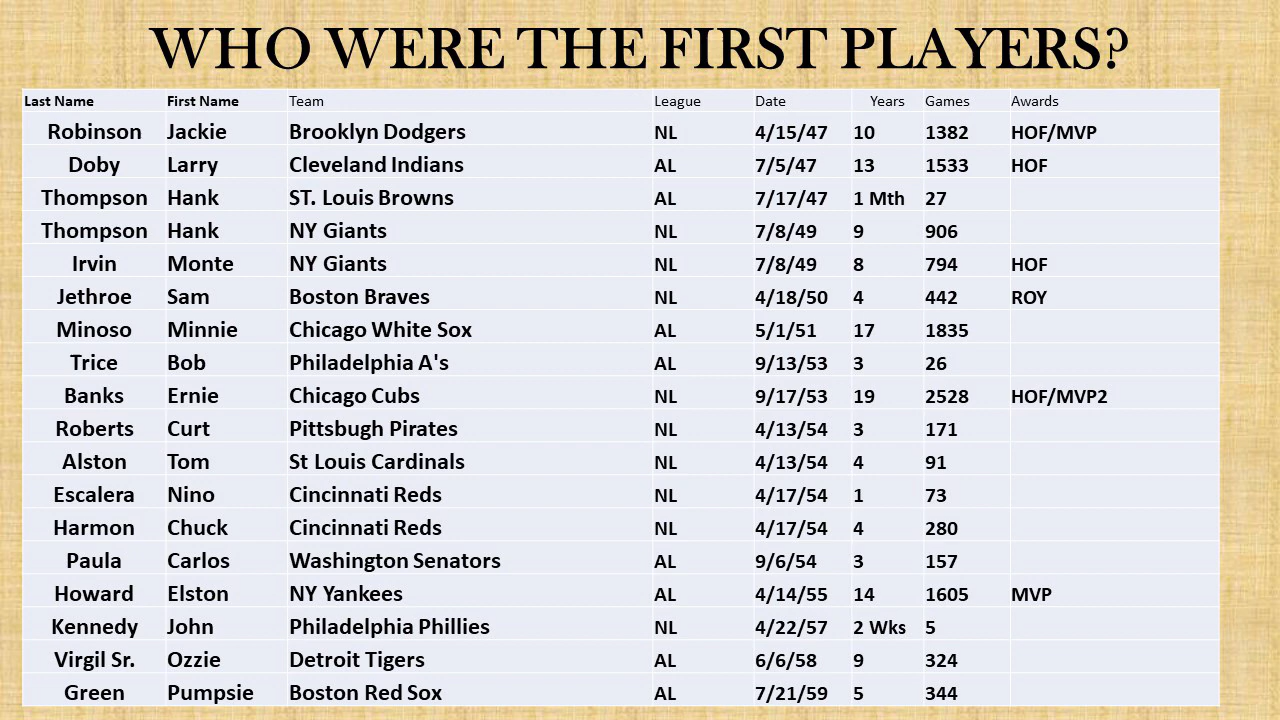 WHO WERE THE FIRST PLAYERS?
Last Name First Name Team League Date Years Games Awards
Robinson Jackie Brooklyn Dodgers NL 4/15/47 10 1382 HOF/MVP
Doby Larry Cleveland Indians AL 7/5/47 13 1533 HOF
Thompson Hank ST. Louis Browns AL 7/17/47 1 Mth 27
Thompson Hank NY Giants NL 7/8/49 9 906
Irvin Monte NY Giants NL 7/8/49 8 794 HOF
Jethroe Sam Boston Braves NL 4/18/50 4 442 ROY
Minoso Minnie Chicago White Sox AL 5/1/51 17 1835
Trice Bob Philadelphia A's AL 9/13/53 3 26
Banks Ernie Chicago Cubs NL 9/17/53 19 2528 HOF/MVP2
Roberts Curt Pittsbugh Pirates NL 4/13/54 3 171
Alston Tom St Louis Cardinals NL 4/13/54 4 91
Escalera Nino Cincinnati Reds NL 4/17/54 1 73
Harmon Chuck Cincinnati Reds NL 4/17/54 4 280
Paula Carlos Washington Senators AL 9/6/54 3 157
Howard Elston NY Yankees AL 4/14/55 14 1605 MVP
Kennedy John Philadelphia Phillies NL 4/22/57 2 Wks 5
Virgil Sr. Ozzie Detroit Tigers AL 6/6/58 9 324
Green Pumpsie Boston Red Sox AL 7/21/59 5 344